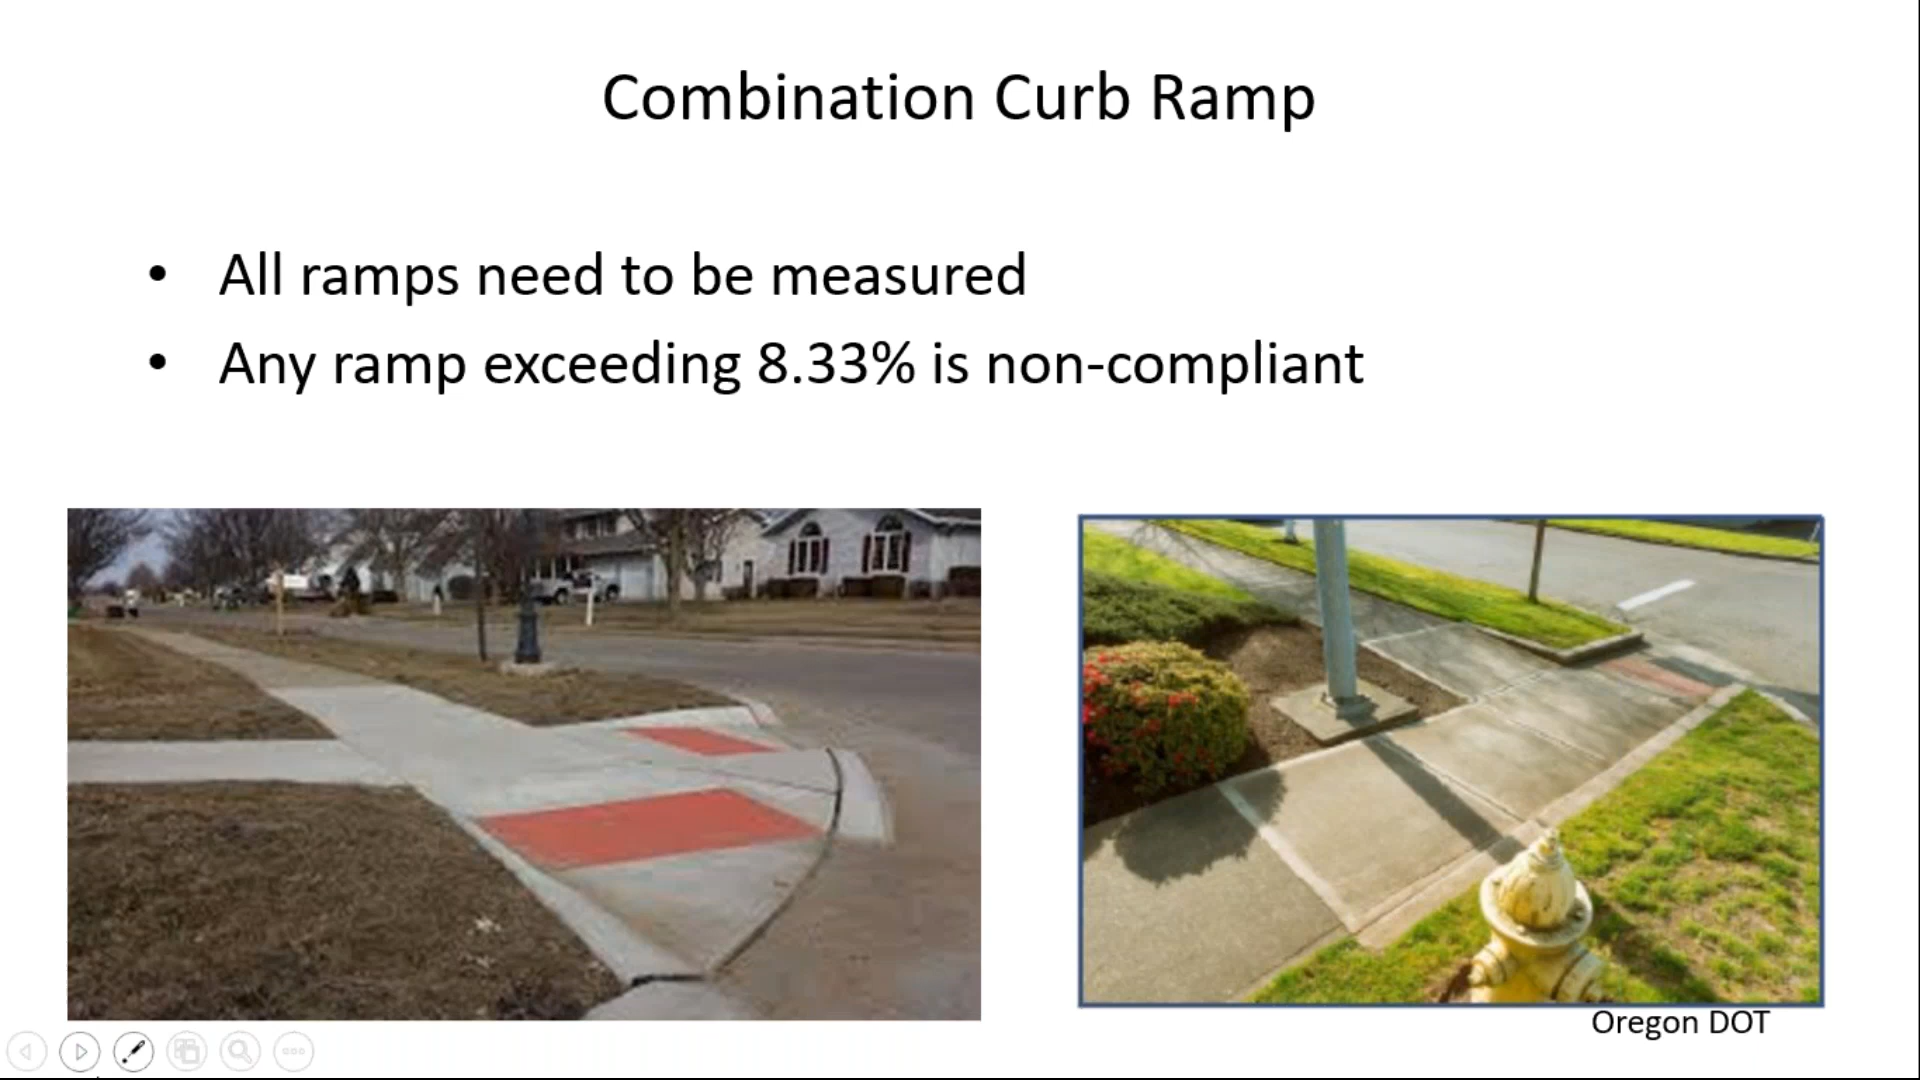 Combination Curb Ramp
• All ramps need to be measured
• Any ramp exceeding 8.33% is non-compliant
Oregon DOT